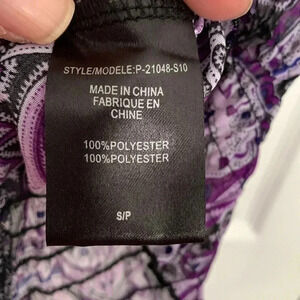 STYLE/MODELE:P-21048-S10
MADE IN CHINA
FABRIQUE EN
CHINE
100%POLYESTER
100%POLYESTER
S/P